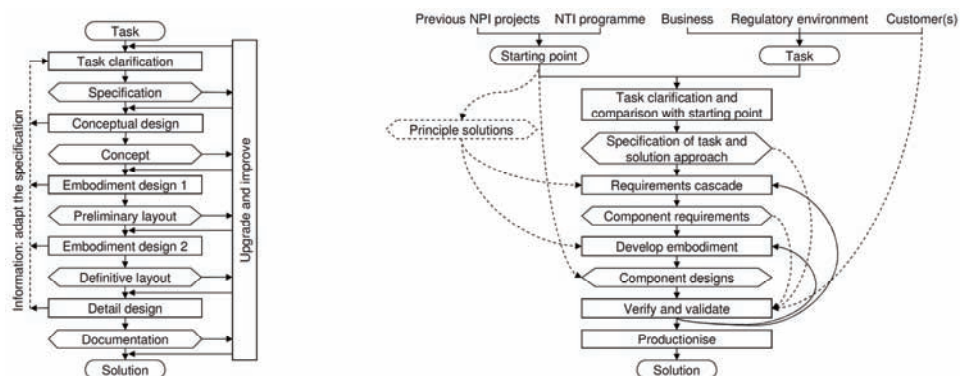 Task
Task clarification
Specification
Conceptual design
Concept
Embodiment design 1
Preliminary layout
Embodiment design 2
Definitive layout
Detail design
Documentation
Solution
Information: adapt the specification
Upgrade and improve
Previous NPI projects
NTI programme
Business
Regulatory environment
Customer(s)
Starting point
Task
Task clarification and
comparison with starting point
Principle solutions
Specification of task and
solution approach
Requirements cascade
Component requirements
Develop embodiment
Component designs
Verify and validate
Productionise
Solution